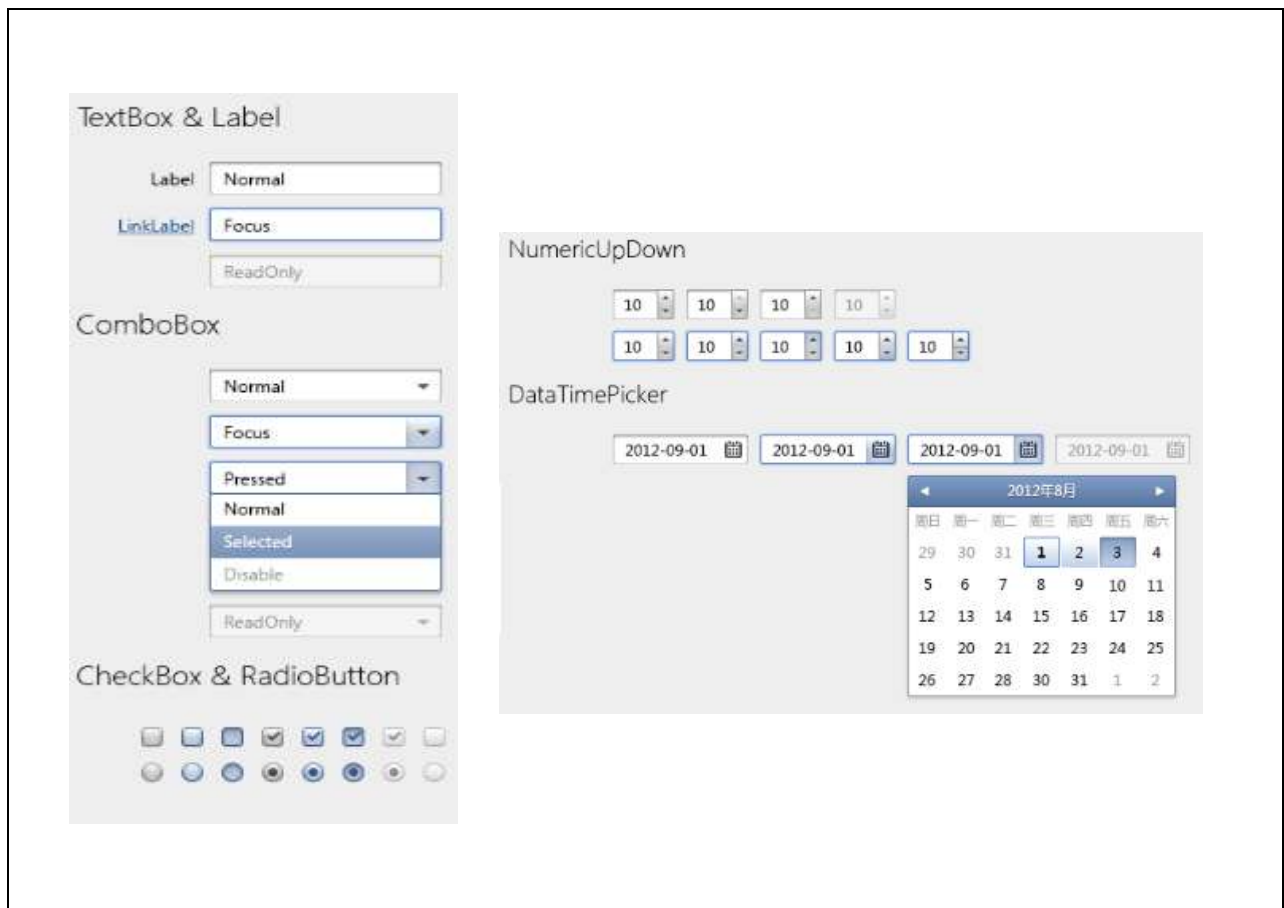 TextBox & Label
Label Normal
LinkLabel Focus
ReadOnly
ComboBox
Normal
Focus
Pressed
Normal
Selected
Disable
ReadOnly
CheckBox & RadioButton
NumericUpDown
10 10 10 10
10 10 10 10 10
DataTimePicker
2012-09-01 2012-09-01 2012-09-01 2012-09-01
2012年8月
周日 周一 周二 周三 周四 周五 周六
29 30 31 1 2 3 4
5 6 7 8 9 10 11
12 13 14 15 16 17 18
19 20 21 22 23 24 25
26 27 28 30 31 1 2